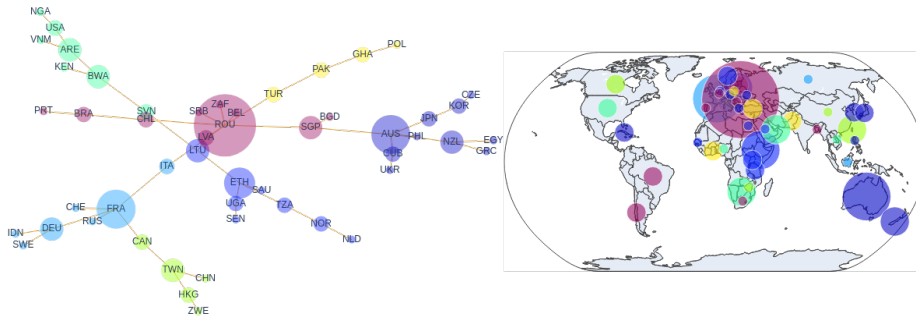 NGA
USA
VNM
ARE
KEN
BWA
POL
GHA
PAK
TUR
CZE
KOR
JPN
PRT
BRA
SVN
CHL
SRB
ZAF
BEL
ROU
BGD
SGP
AUS
PHL
NZL
EGY
GRC
CUB
UKR
LVA
LTU
ITA
ETH
SAU
UGA
SEN
TZA
NOR
NLD
CHE
FRA
RUS
DEU
IDN
SWE
CAN
TWN
CHN
HKG
ZWE